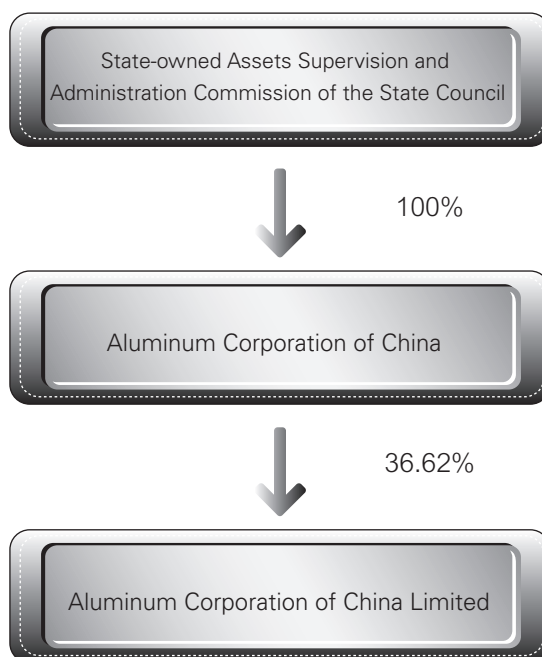 State-owned Assets Supervision and
Administration Commission of the State Council
100%
Aluminum Corporation of China
36.62%
Aluminum Corporation of China Limited